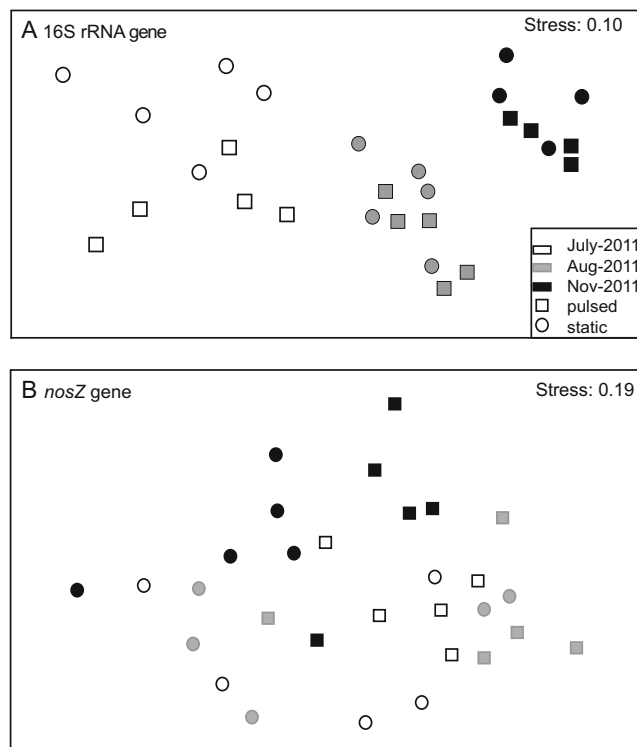 A 16S rRNA gene
Stress: 0.10
July-2011
Aug-2011
Nov-2011
pulsed
static
B nosZ gene
Stress: 0.19